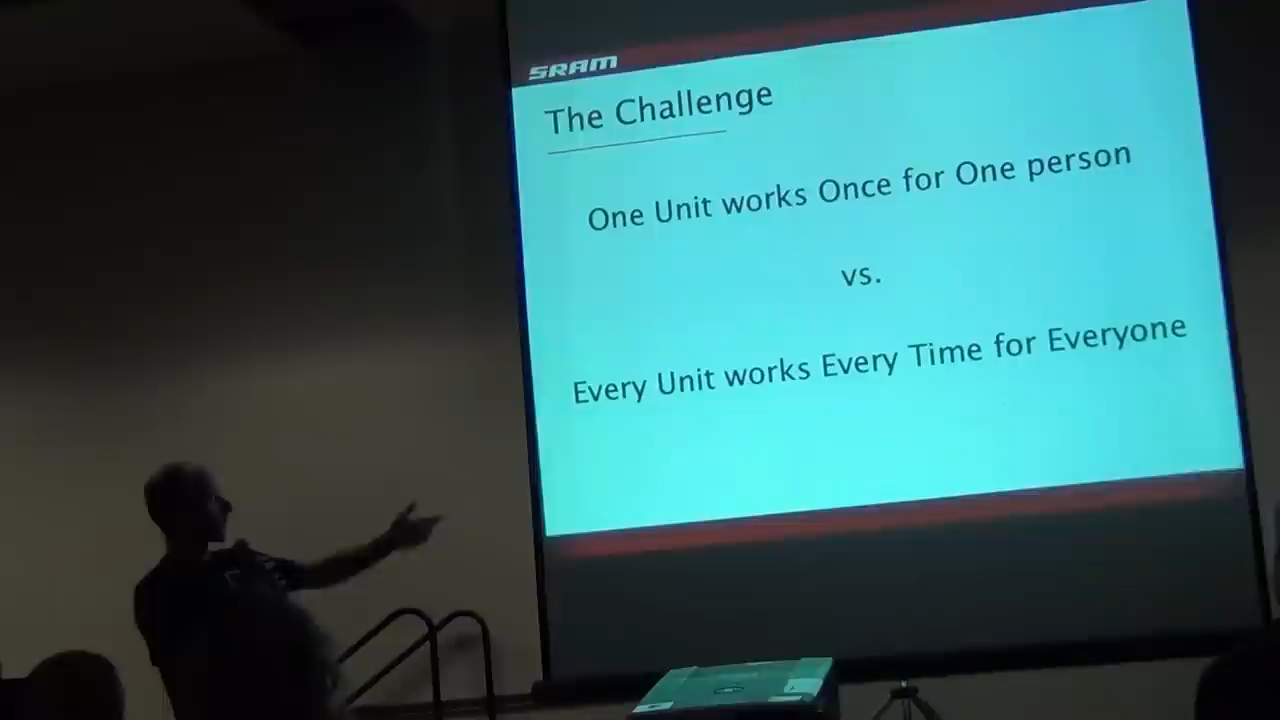 SRAM
The Challenge
One Unit works Once for One person
vs.
Every Unit works Every Time for Everyone